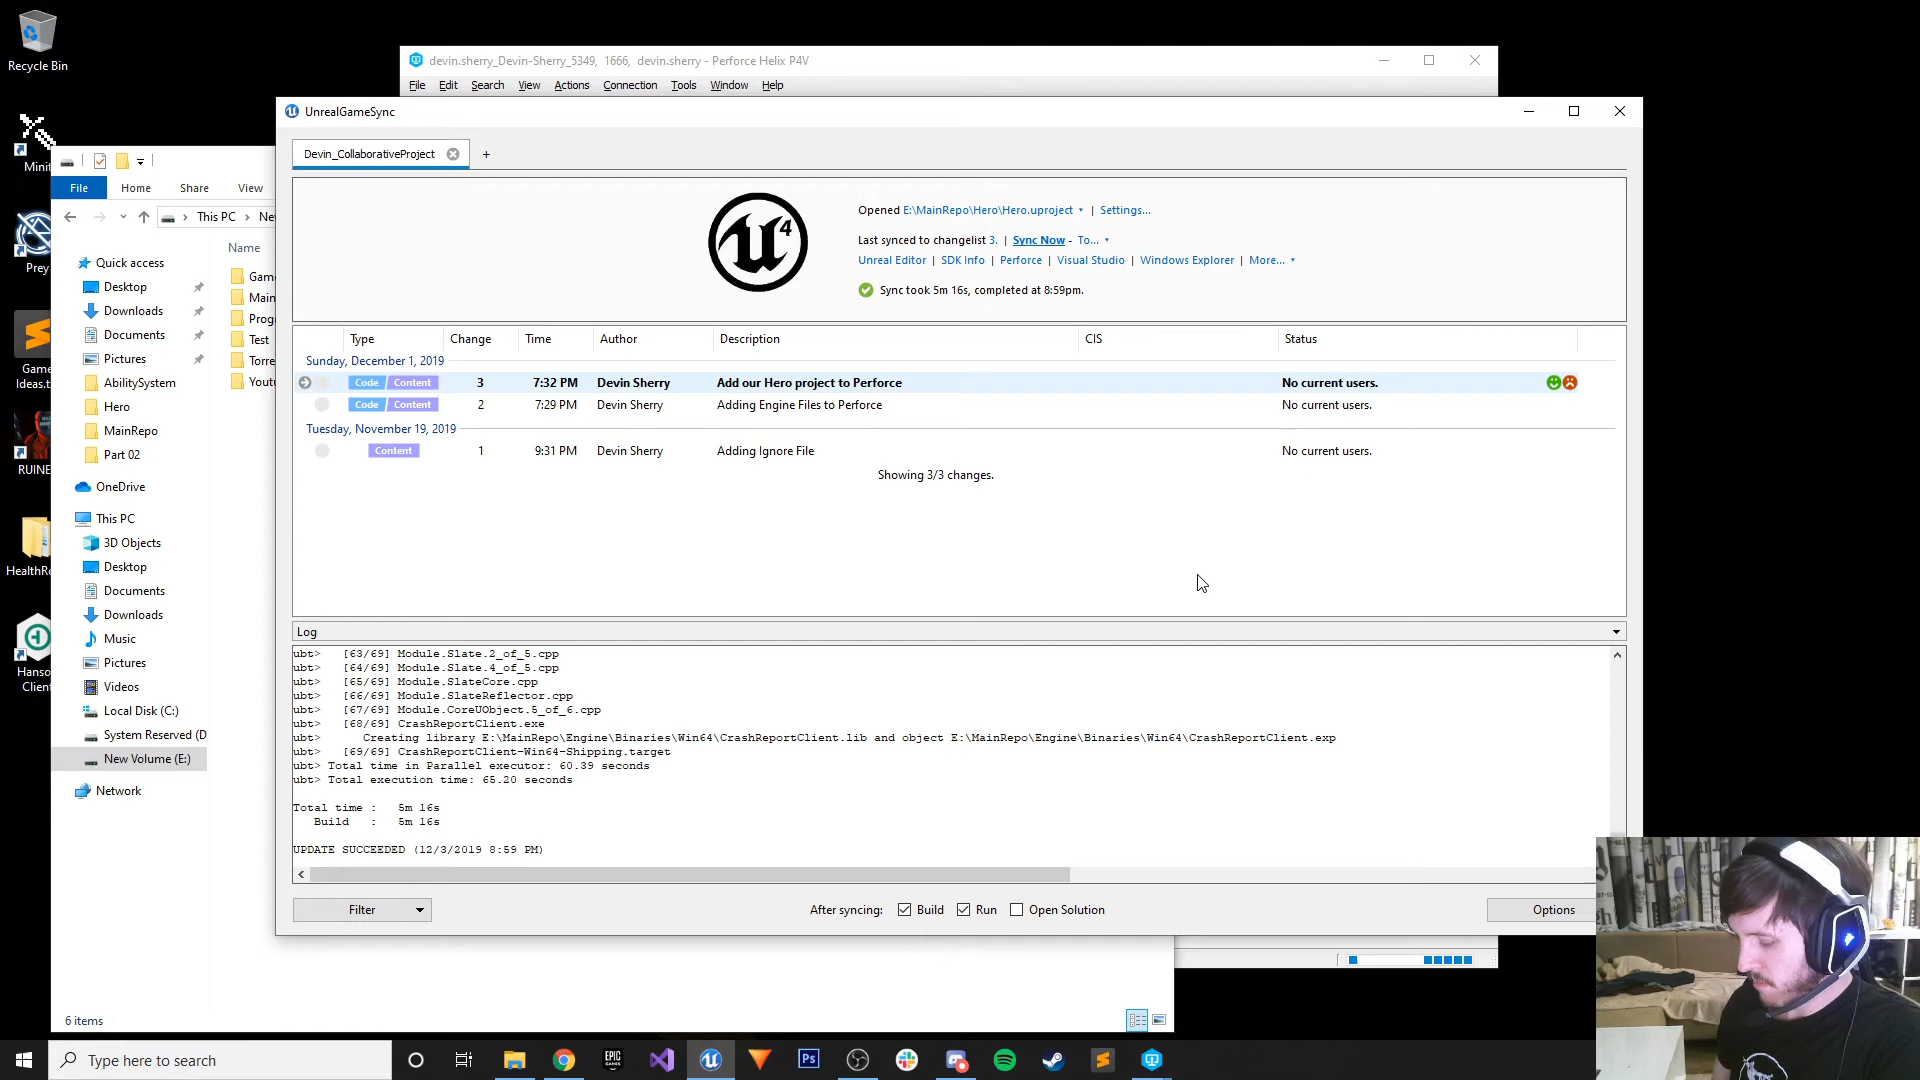 Recycle Bin
devin.sherry_Devin-Sherry_5349, 1666, devin.sherry - Perforce Helix P4V
File Edit Search View Actions Tools Connection Window Help
UnrealGameSync
Devin_CollaborativeProject
+
File Home Share View
This PC
Name
Quick access
Desktop
Downloads
Documents
Pictures
AbilitySystem
Hero
MainRepo
Part 02
OneDrive
This PC
3D Objects
Desktop
Documents
Downloads
Music
Pictures
Videos
Local Disk (C:)
System Reserved (D
New Volume (E:)
Network
6 items
Prey
Game
Ideas.t
RUINE
HealthRe
Hanso
Client
Test
Opened E:\MainRepo\Hero\Hero.uproject | Settings...
Last synced to changelist 3. | Sync Now - To...
Unreal Editor | SDK Info | Perforce | Visual Studio | Windows Explorer | More...
Sync took 5m 16s, completed at 8:59pm.
Type Change Time Author Description CIS Status
Sunday, December 1, 2019
Code Content 3 7:32 PM Devin Sherry Add our Hero project to Perforce No current users.
Code Content 2 7:29 PM Devin Sherry Adding Engine Files to Perforce No current users.
Tuesday, November 19, 2019
Content 1 9:31 PM Devin Sherry Adding Ignore File No current users.
Showing 3/3 changes.
Log
ubt> [63/69] Module.Slate.2_of_5.cpp
ubt> [64/69] Module.Slate.4_of_5.cpp
ubt> [65/69] Module.SlateCore.cpp
ubt> [66/69] Module.SlateReflector.cpp
ubt> [67/69] Module.CoreUObject.5_of_6.cpp
ubt> [68/69] CrashReportClient.exe
ubt> Creating library E:\MainRepo\Engine\Binaries\Win64\CrashReportClient.lib and object E:\MainRepo\Engine\Binaries\Win64\CrashReportClient.exp
ubt> [69/69] CrashReportClient-Win64-Shipping.target
ubt> Total time in Parallel executor: 60.39 seconds
ubt> Total execution time: 65.20 seconds
Total time : 5m 16s
Build : 5m 16s
UPDATE SUCCEEDED (12/3/2019 8:59 PM)
Filter
After syncing: Build Run Open Solution
Options
Type here to search
EPIC GAMES
Ps